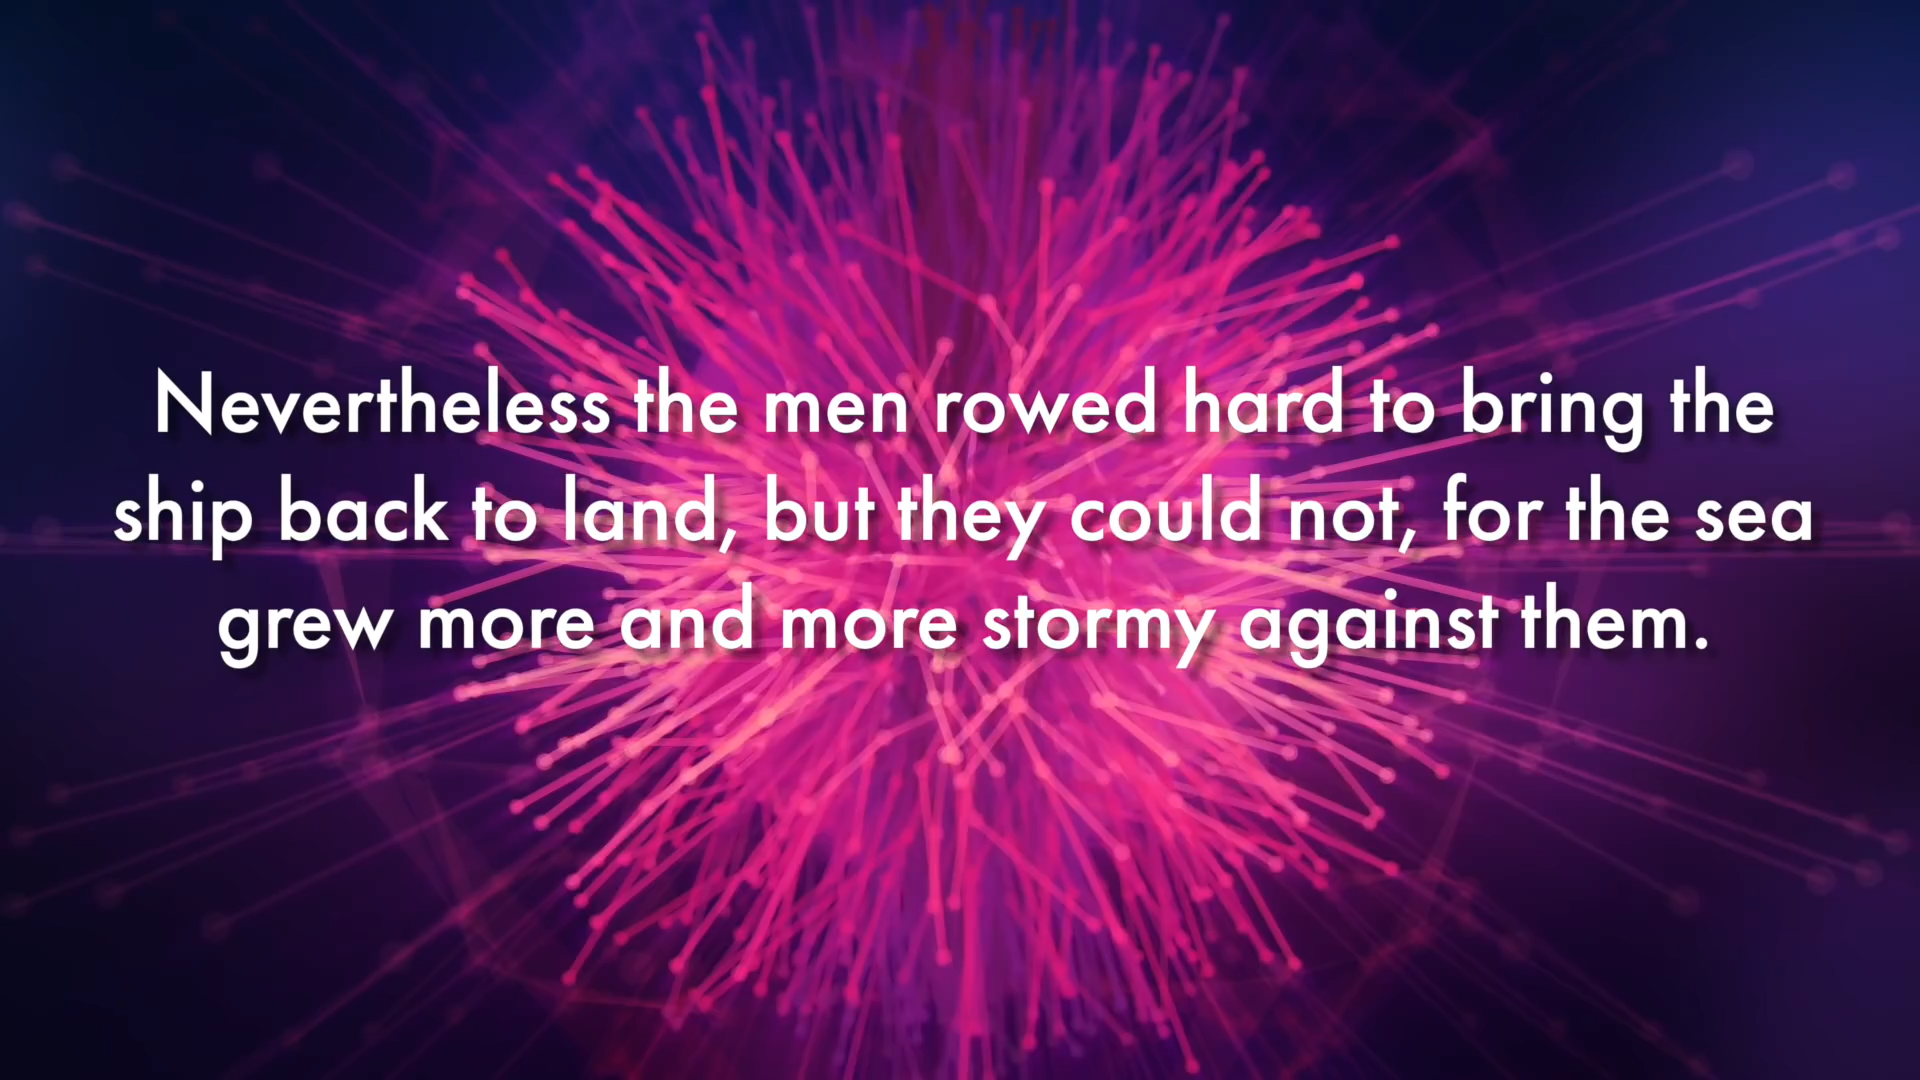 Nevertheless the men rowed hard to bring the
ship back to land, but they could not, for the sea
grew more and more stormy against them.